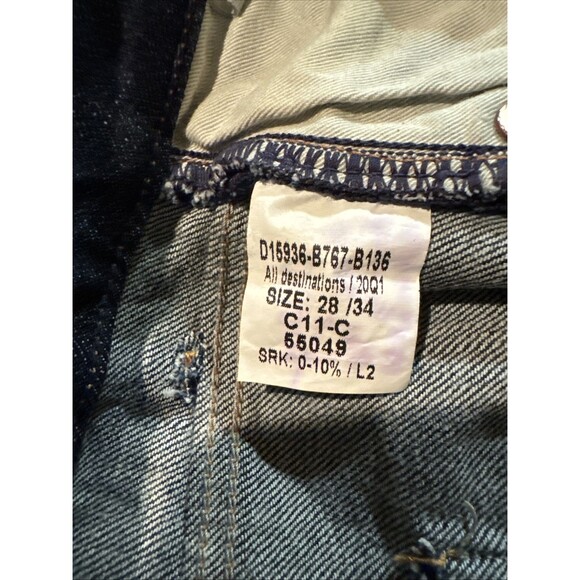 D15936-B767-B136
All destinations / 20Q1
SIZE: 28 /34
C11-C
55049
SRK: 0-10% / L2